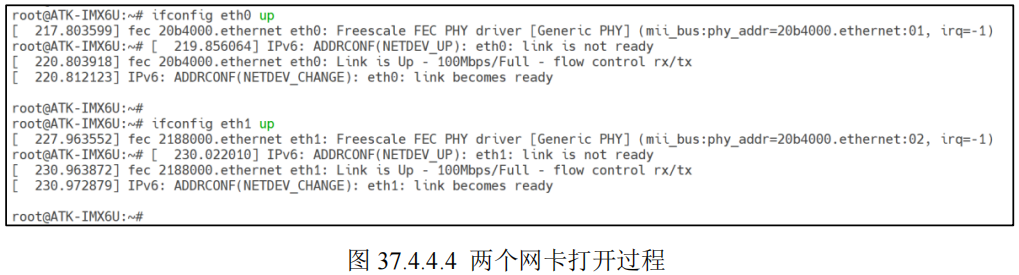 root@ATK-IMX6U:~# ifconfig eth0 up
[  217.803599] fec 20b4000.ethernet eth0: Freescale FEC PHY driver [Generic PHY] (mii_bus:phy_addr=20b4000.ethernet:01, irq=-1)
root@ATK-IMX6U:~# [  219.856064] IPv6: ADDRCONF(NETDEV_UP): eth0: link is not ready
[  220.803918] fec 20b4000.ethernet eth0: Link is Up - 100Mbps/Full - flow control rx/tx
[  220.812123] IPv6: ADDRCONF(NETDEV_CHANGE): eth0: link becomes ready
root@ATK-IMX6U:~#
root@ATK-IMX6U:~# ifconfig eth1 up
[  227.963552] fec 2188000.ethernet eth1: Freescale FEC PHY driver [Generic PHY] (mii_bus:phy_addr=20b4000.ethernet:02, irq=-1)
root@ATK-IMX6U:~# [  230.022010] IPv6: ADDRCONF(NETDEV_UP): eth1: link is not ready
[  230.963872] fec 2188000.ethernet eth1: Link is Up - 100Mbps/Full - flow control rx/tx
[  230.972879] IPv6: ADDRCONF(NETDEV_CHANGE): eth1: link becomes ready
root@ATK-IMX6U:~#
图 37.4.4.4 两个网卡打开过程